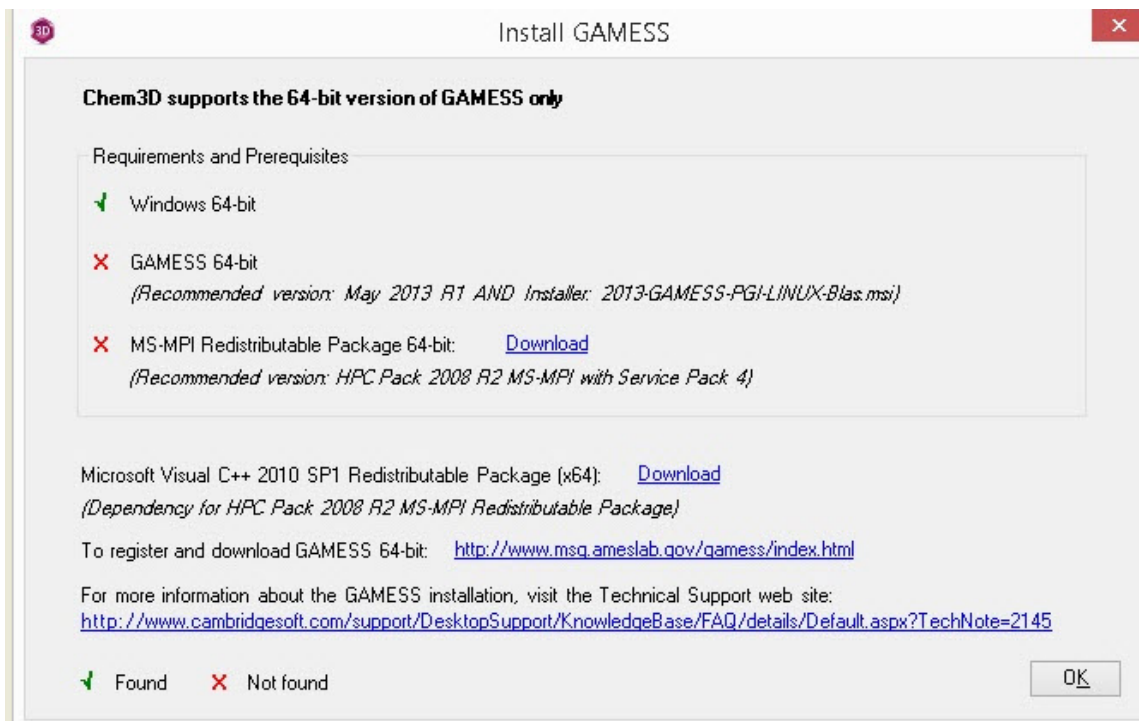 3D
Install GAMESS
Chem3D supports the 64-bit version of GAMESS only
Requirements and Prerequisites
Windows 64-bit
GAMESS 64-bit
(Recommended version: May 2013 R1 AND Installer: 2013-GAMESS-PGI-LINUX-Blas.msi)
MS-MPI Redistributable Package 64-bit: Download
(Recommended version: HPC Pack 2008 R2 MS-MPI with Service Pack 4)
Microsoft Visual C++ 2010 SP1 Redistributable Package (x64): Download
(Dependency for HPC Pack 2008 R2 MS-MPI Redistributable Package)
To register and download GAMESS 64-bit: http://www.msg.ameslab.gov/gamess/index.html
For more information about the GAMESS installation, visit the Technical Support web site:
http://www.cambridgesoft.com/support/DesktopSupport/KnowledgeBase/FAQ/details/Default.aspx?TechNote=2145
Found Not found
OK